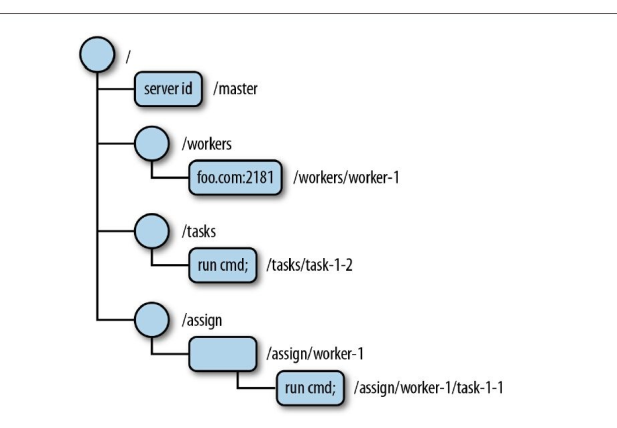 /
server id /master
/workers
foo.com:2181 /workers/worker-1
/tasks
run cmd; /tasks/task-1-2
/assign
/assign/worker-1
run cmd; /assign/worker-1/task-1-1